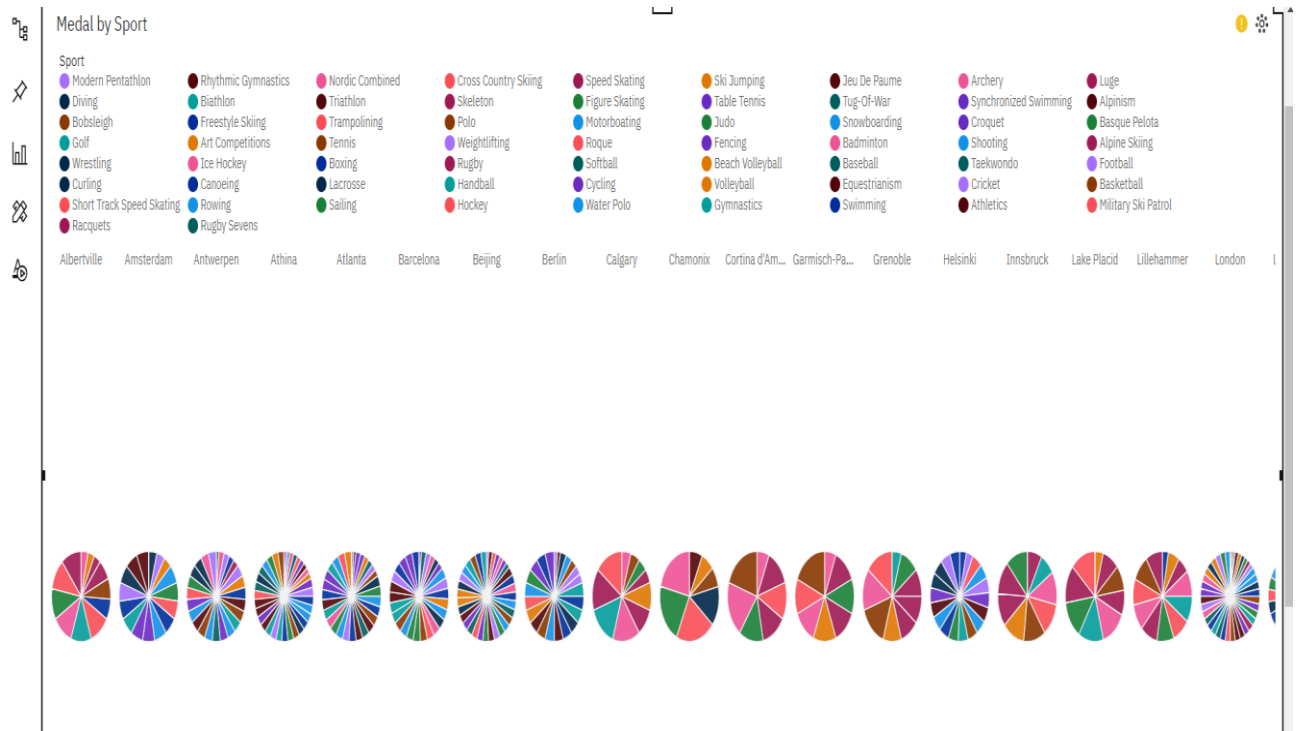 Medal by Sport
Sport
Modern Pentathlon Rhythmic Gymnastics Nordic Combined Cross Country Skiing Speed Skating Ski Jumping Jeu De Paume Archery Luge
Diving Biathlon Triathlon Skeleton Figure Skating Table Tennis Tug-Of-War Synchronized Swimming Alpinism
Bobsleigh Freestyle Skiing Trampolining Polo Motorboating Judo Snowboarding Croquet Basque Pelota
Golf Art Competitions Tennis Weightlifting Roque Fencing Badminton Shooting Alpine Skiing
Wrestling Ice Hockey Boxing Rugby Softball Beach Volleyball Baseball Taekwondo Football
Curling Canoeing Lacrosse Handball Cycling Volleyball Equestrianism Cricket Basketball
Short Track Speed Skating Rowing Sailing Hockey Water Polo Gymnastics Swimming Athletics Military Ski Patrol
Racquets Rugby Sevens
Albertville Amsterdam Antwerpen Athina Atlanta Barcelona Beijing Berlin Calgary Chamonix Cortina d'Am... Garmisch-Pa... Grenoble Helsinki Innsbruck Lake Placid Lillehammer London